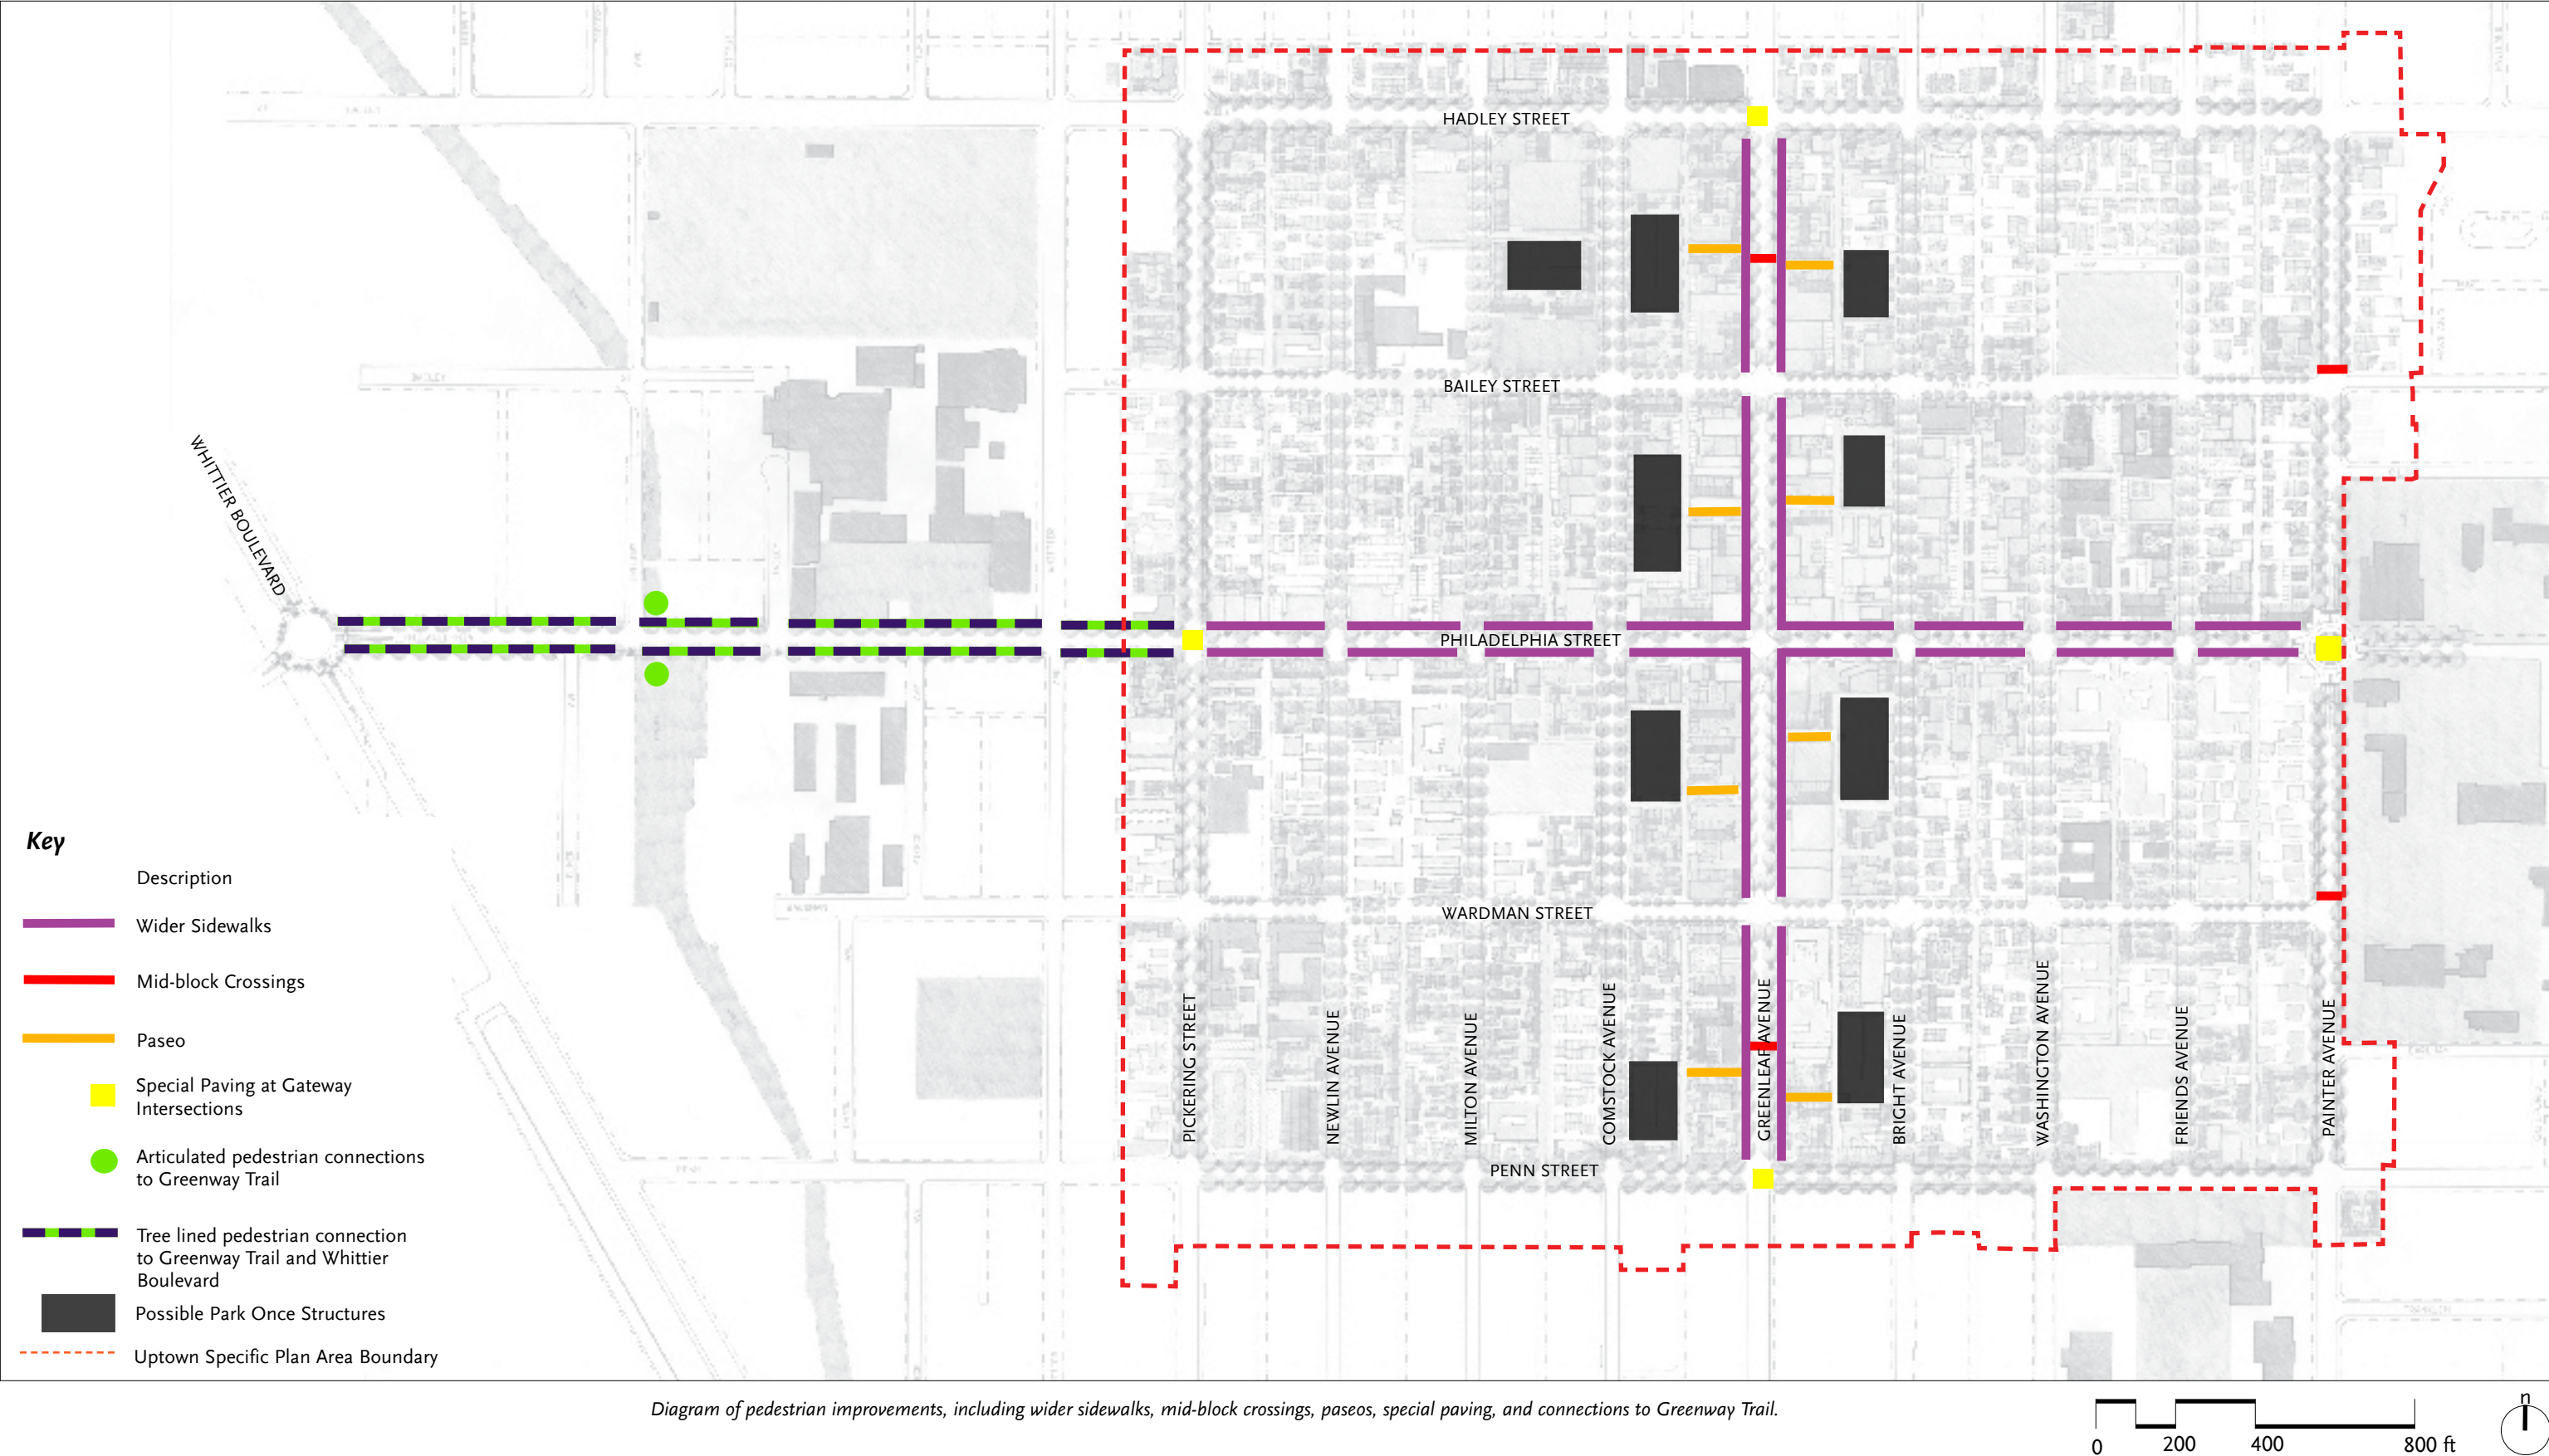 HADLEY STREET
BAILEY STREET
WHITTIER BOULEVARD
PHILADELPHIA STREET
WARDMAN STREET
PICKERING STREET
NEWLIN AVENUE
MILTON AVENUE
COMSTOCK AVENUE
GREENLEAF AVENUE
BRIGHT AVENUE
WASHINGTON AVENUE
FRIENDS AVENUE
PAINTER AVENUE
PENN STREET
Key
Description
Wider Sidewalks
Mid-block Crossings
Paseo
Special Paving at Gateway
Intersections
Articulated pedestrian connections
to Greenway Trail
Tree lined pedestrian connection
to Greenway Trail and Whittier
Boulevard
Possible Park Once Structures
Uptown Specific Plan Area Boundary
Diagram of pedestrian improvements, including wider sidewalks, mid-block crossings, paseos, special paving, and connections to Greenway Trail.
0 200 400 800 ft
n